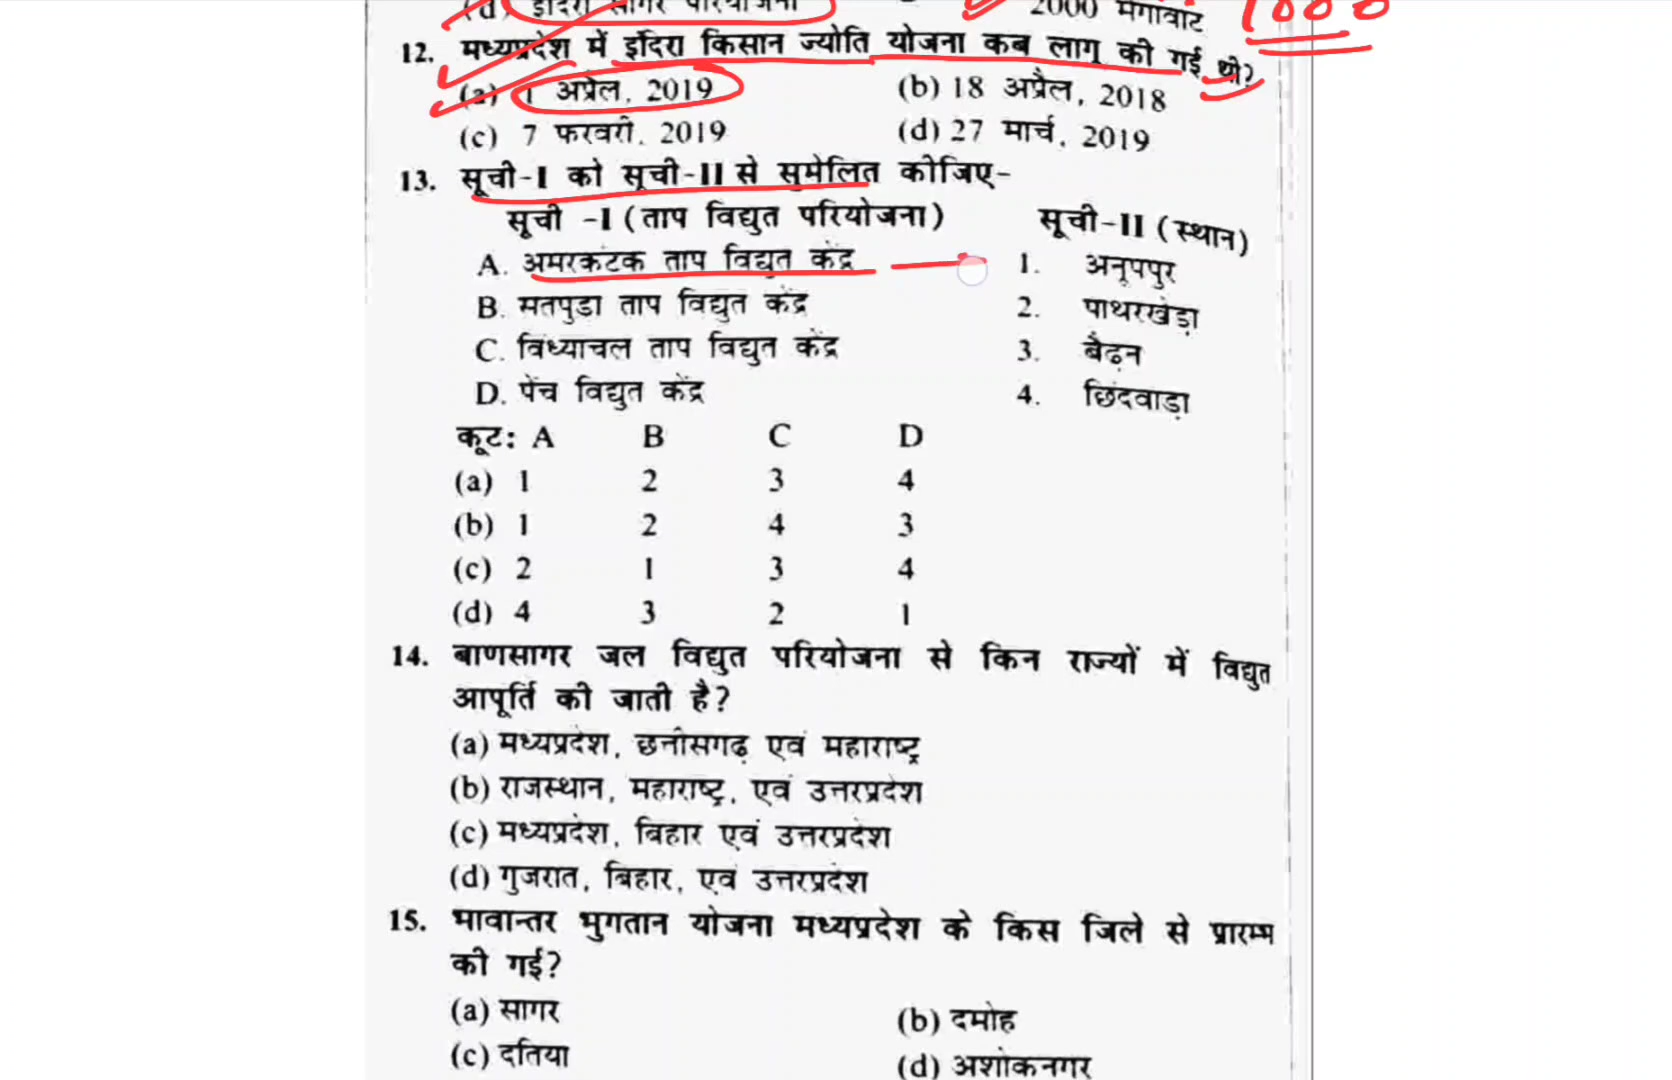 (d) इंदिरा सागर परियोजना 2000 मेगावाट 1000
12. मध्यप्रदेश में इंदिरा किसान ज्योति योजना कब लागू की गई थी?
(a) 1 अप्रैल, 2019 (b) 18 अप्रैल, 2018
(c) 7 फरवरी, 2019 (d) 27 मार्च, 2019
13. सूची-I को सूची-II से सुमेलित कीजिए-
सूची -I (ताप विद्युत परियोजना) सूची-II (स्थान)
A. अमरकंटक ताप विद्युत केंद्र 1. अनूपपुर
B. सतपुड़ा ताप विद्युत केंद्र 2. पाथरखेड़ा
C. विंध्याचल ताप विद्युत केंद्र 3. बैढ़न
D. पेंच विद्युत केंद्र 4. छिंदवाड़ा
कूट: A B C D
(a) 1 2 3 4
(b) 1 2 4 3
(c) 2 1 3 4
(d) 4 3 2 1
14. बाणसागर जल विद्युत परियोजना से किन राज्यों में विद्युत
आपूर्ति की जाती है?
(a) मध्यप्रदेश, छत्तीसगढ़ एवं महाराष्ट्र
(b) राजस्थान, महाराष्ट्र, एवं उत्तरप्रदेश
(c) मध्यप्रदेश, बिहार एवं उत्तरप्रदेश
(d) गुजरात, बिहार, एवं उत्तरप्रदेश
15. भावान्तर भुगतान योजना मध्यप्रदेश के किस जिले से प्रारम्भ
की गई?
(a) सागर (b) दमोह
(c) दतिया (d) अशोकनगर